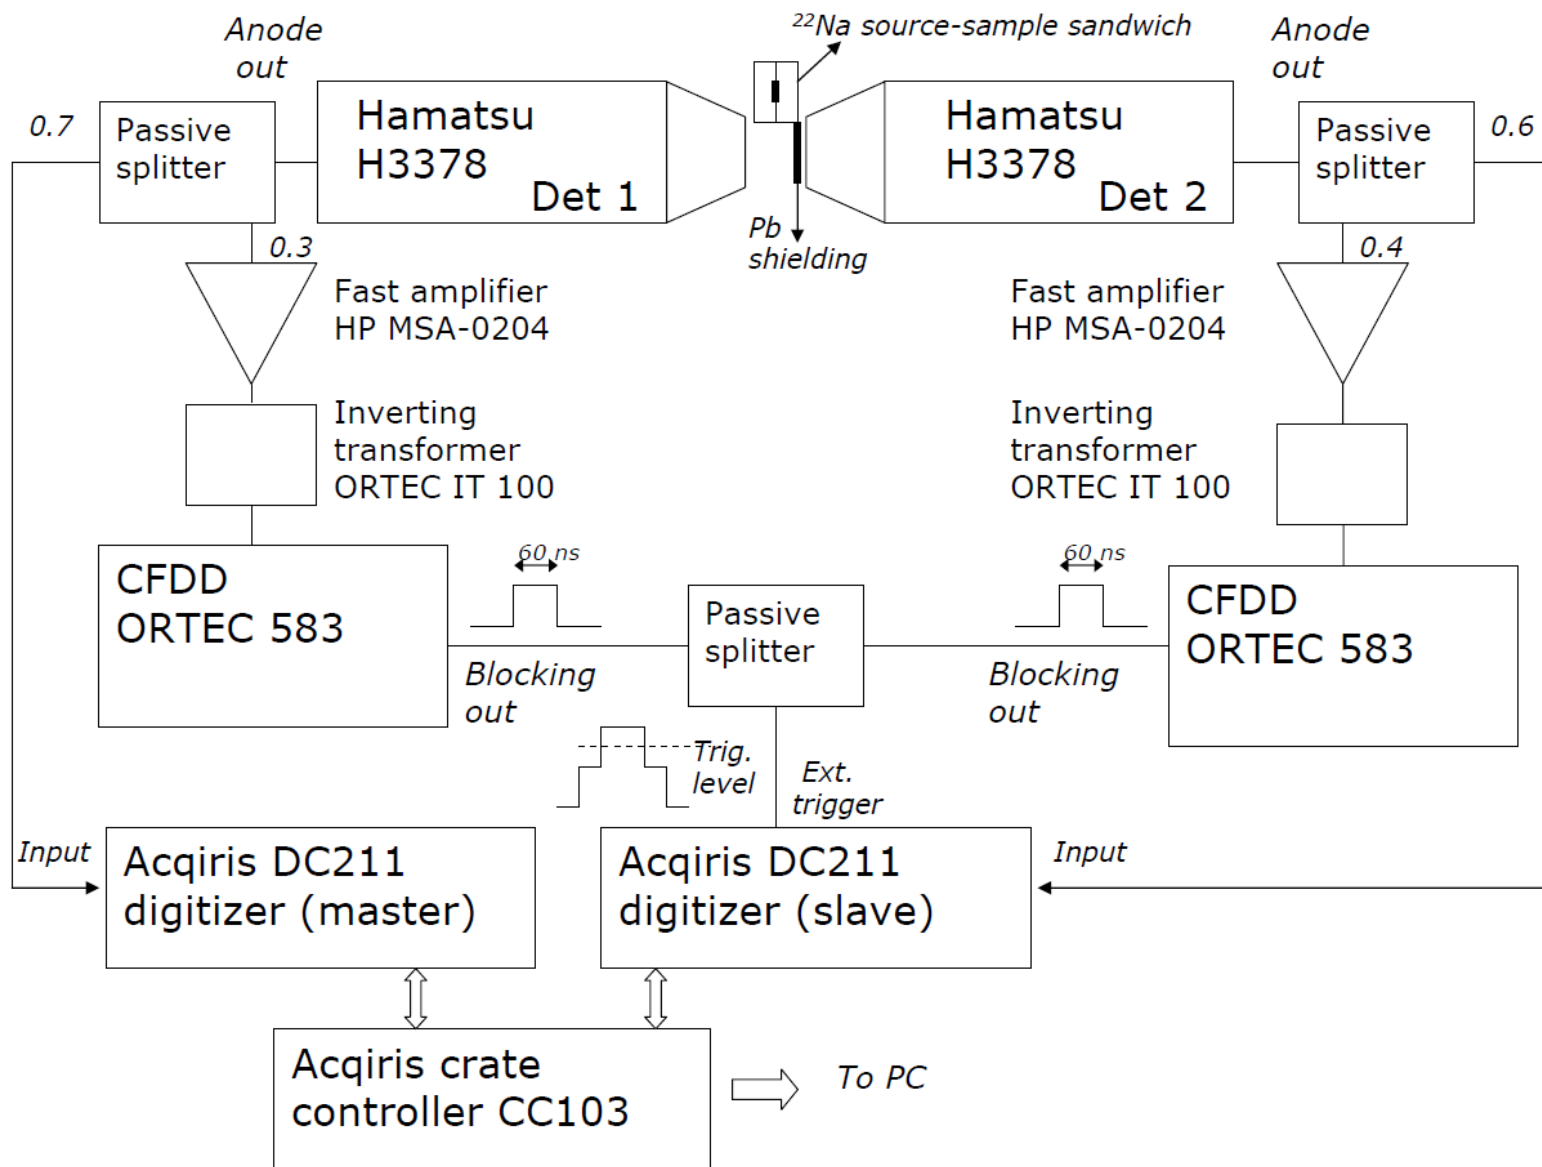 Anode
out
²²Na source-sample sandwich
Anode
out
0.7
Passive
splitter
Hamatsu
H3378
Det 1
Hamatsu
H3378
Det 2
Passive
splitter
0.6
0.3
Pb
shielding
0.4
Fast amplifier
HP MSA-0204
Fast amplifier
HP MSA-0204
Inverting
transformer
ORTEC IT 100
Inverting
transformer
ORTEC IT 100
CFDD
ORTEC 583
60 ns
Passive
splitter
60 ns
CFDD
ORTEC 583
Blocking
out
Blocking
out
Trig.
level
Ext.
trigger
Input
Acqiris DC211
digitizer (master)
Acqiris DC211
digitizer (slave)
Input
Acqiris crate
controller CC103
To PC